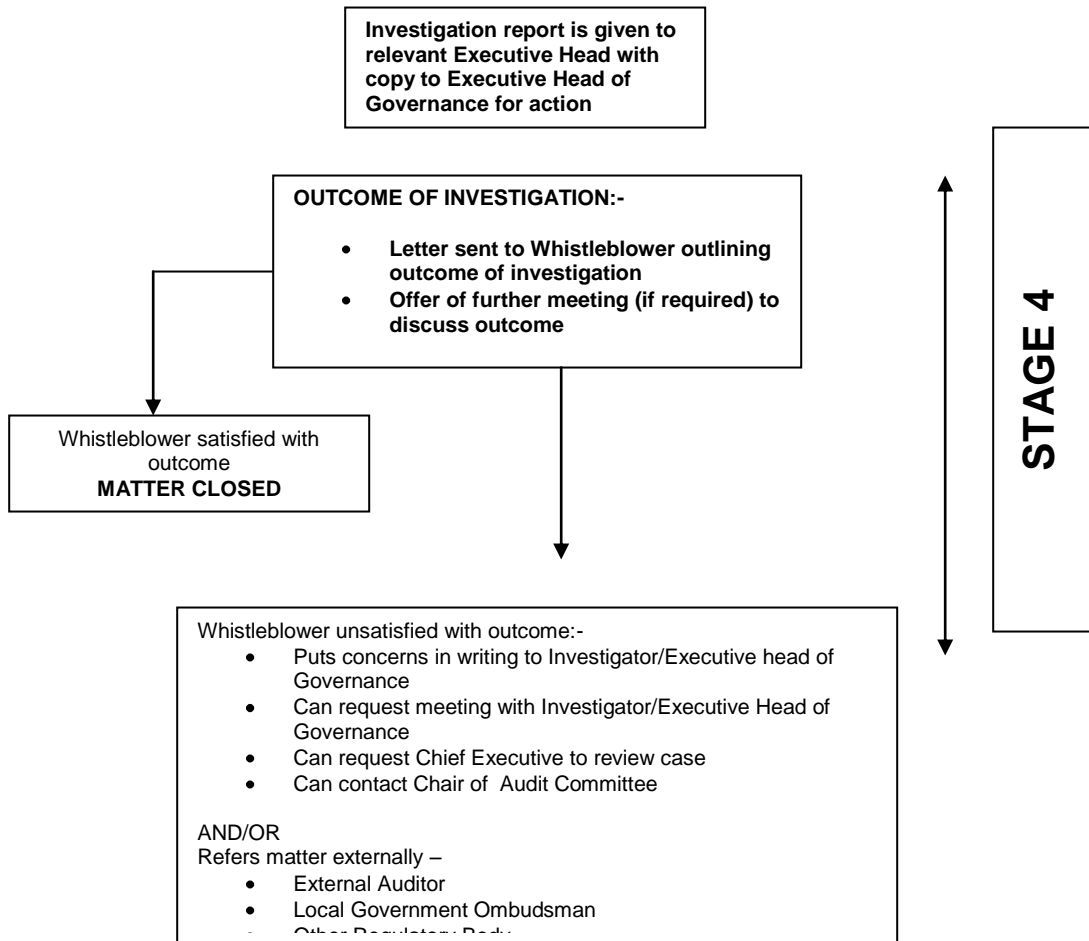 Investigation report is given to
relevant Executive Head with
copy to Executive Head of
Governance for action
OUTCOME OF INVESTIGATION:-
• Letter sent to Whistleblower outlining
outcome of investigation
• Offer of further meeting (if required) to
discuss outcome
STAGE 4
Whistleblower satisfied with
outcome
MATTER CLOSED
Whistleblower unsatisfied with outcome:-
• Puts concerns in writing to Investigator/Executive head of
Governance
• Can request meeting with Investigator/Executive Head of
Governance
• Can request Chief Executive to review case
• Can contact Chair of Audit Committee
AND/OR
Refers matter externally –
• External Auditor
• Local Government Ombudsman
• Other Regulatory Body